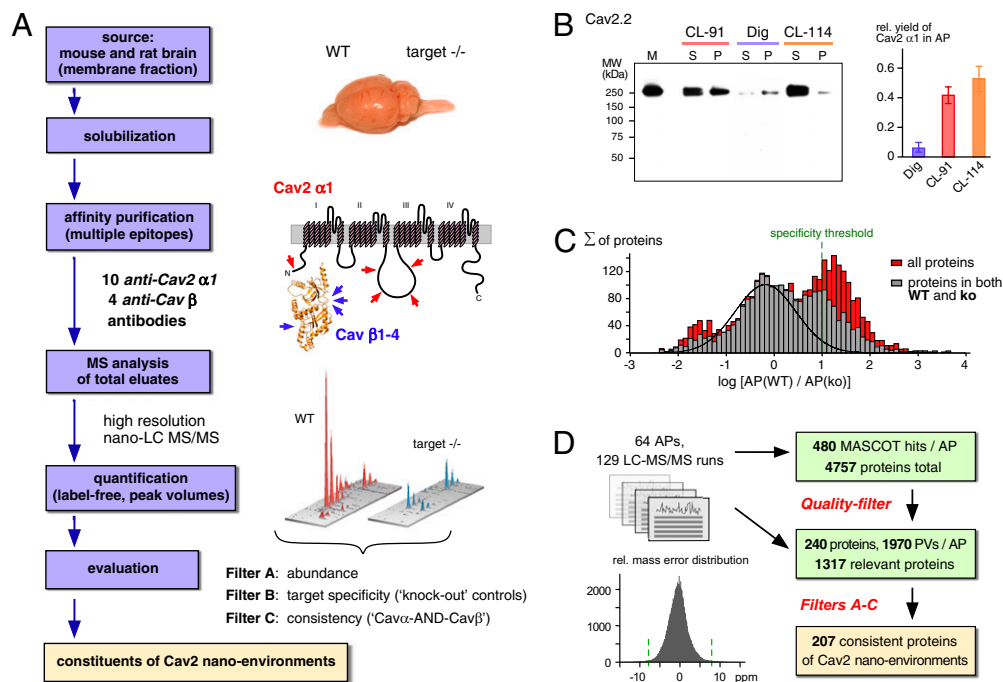 A
source:
mouse and rat brain
(membrane fraction)
solubilization
affinity purification
(multiple epitopes)
10 anti-Cav2 α1
4 anti-Cav β
antibodies
MS analysis
of total eluates
high resolution
nano-LC MS/MS
quantification
(label-free, peak volumes)
evaluation
constituents of Cav2 nano-environments
WT target -/-
Cav2 α1
I II III IV
N
C
Cav β1-4
WT
target -/-
Filter A: abundance
Filter B: target specificity ('knock-out' controls)
Filter C: consistency ('Cavα-AND-Cavβ')
B
Cav2.2
CL-91 Dig CL-114
MW
(kDa)
M S P S P S P
250
150
100
75
50
rel. yield of
Cav2 α1 in AP
0.6
0.4
0.2
0
Dig
CL-91
CL-114
C
Σ of proteins
specificity threshold
all proteins
proteins in both
WT and ko
120
80
40
0
-3 -2 -1 0 1 2 3 4
log [AP(WT) / AP(ko)]
D
64 APs,
129 LC-MS/MS runs
480 MASCOT hits / AP
4757 proteins total
Quality-filter
240 proteins, 1970 PVs / AP
1317 relevant proteins
Filters A-C
207 consistent proteins
of Cav2 nano-environments
rel. mass error distribution
2000
1000
0
-10 0 10 ppm